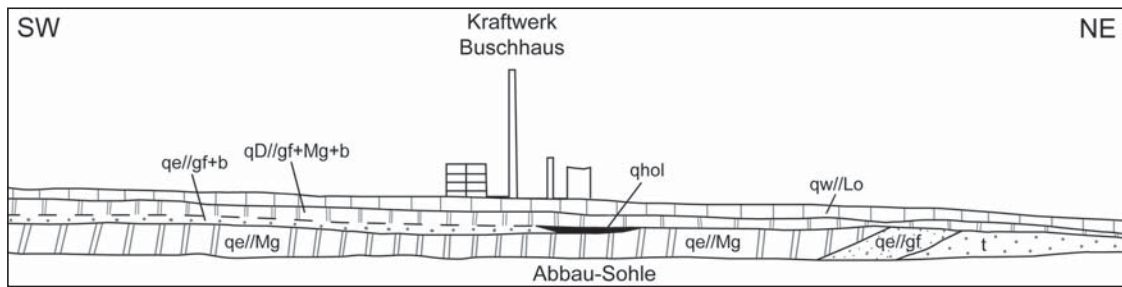 SW
Kraftwerk
Buschhaus
NE
qe//gf+b
qD//gf+Mg+b
qhol
qw//Lo
qe//Mg
qe//Mg
qe//gf
t
Abbau-Sohle